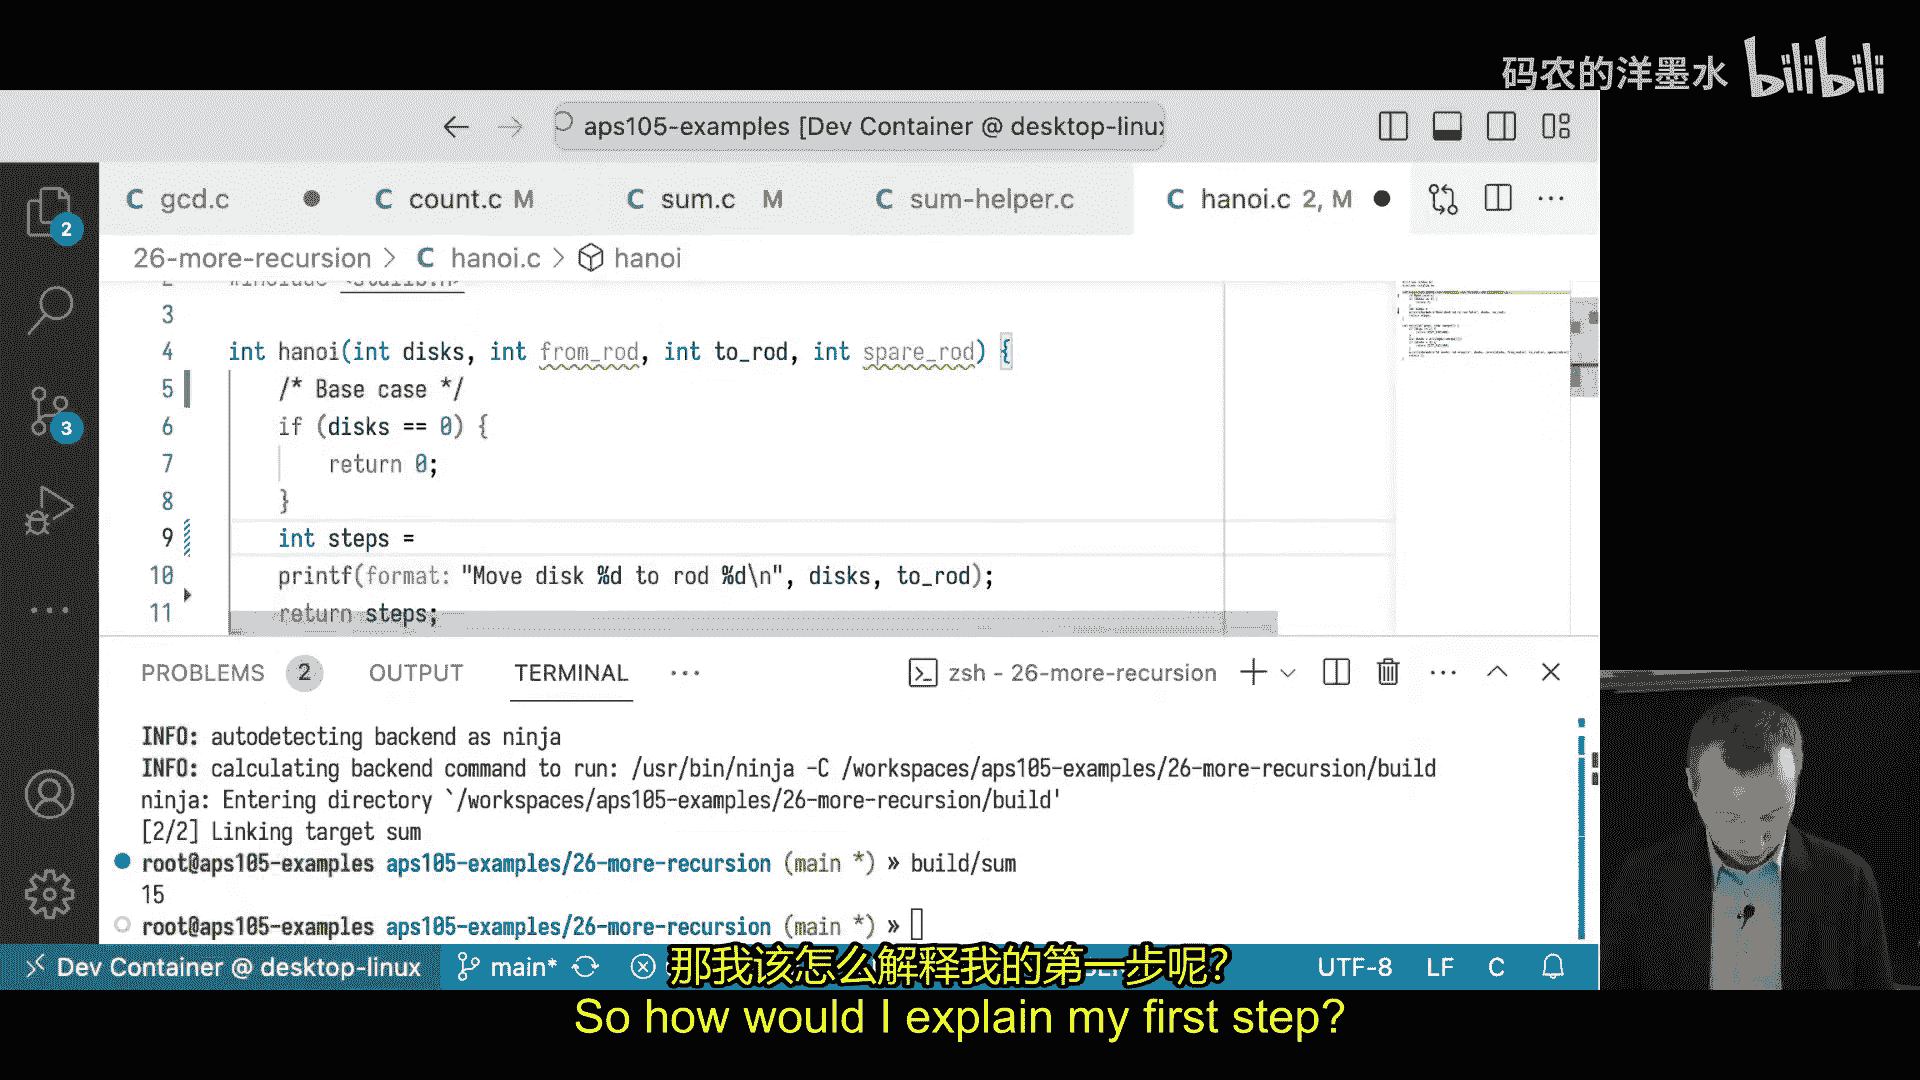 码农的洋墨水 bilibili
aps105-examples [Dev Container @ desktop-linux
gcd.c count.c M sum.c M sum-helper.c hanoi.c 2, M
2
26-more-recursion > C hanoi.c > hanoi
2 #include <stdlib.h>
3
4 int hanoi(int disks, int from_rod, int to_rod, int spare_rod) {
5 /* Base case */
6 if (disks == 0) {
7 return 0;
8 }
9 int steps =
10 printf(format: "Move disk %d to rod %d\n", disks, to_rod);
11 return steps;
3
PROBLEMS 2 OUTPUT TERMINAL zsh - 26-more-recursion
INFO: autodetecting backend as ninja
INFO: calculating backend command to run: /usr/bin/ninja -C /workspaces/aps105-examples/26-more-recursion/build
ninja: Entering directory `/workspaces/aps105-examples/26-more-recursion/build'
[2/2] Linking target sum
root@aps105-examples aps105-examples/26-more-recursion (main *) » build/sum
15
root@aps105-examples aps105-examples/26-more-recursion (main *) »
Dev Container @ desktop-linux main* UTF-8 LF C
那我该怎么解释我的第一步呢?
So how would I explain my first step?